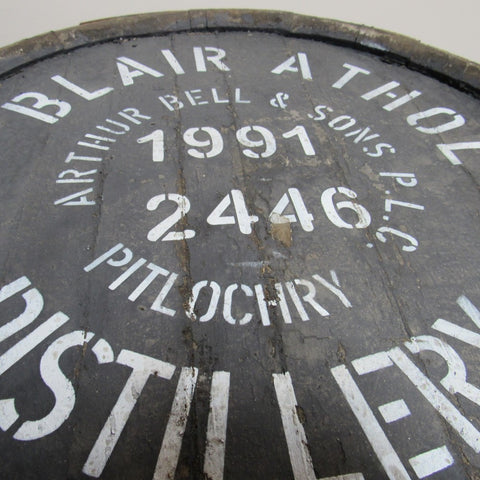 BLAIR ATHOL
ARTHUR BELL & SONS P.L.C.
1991
2446
PITLOCHRY
DISTILLERY